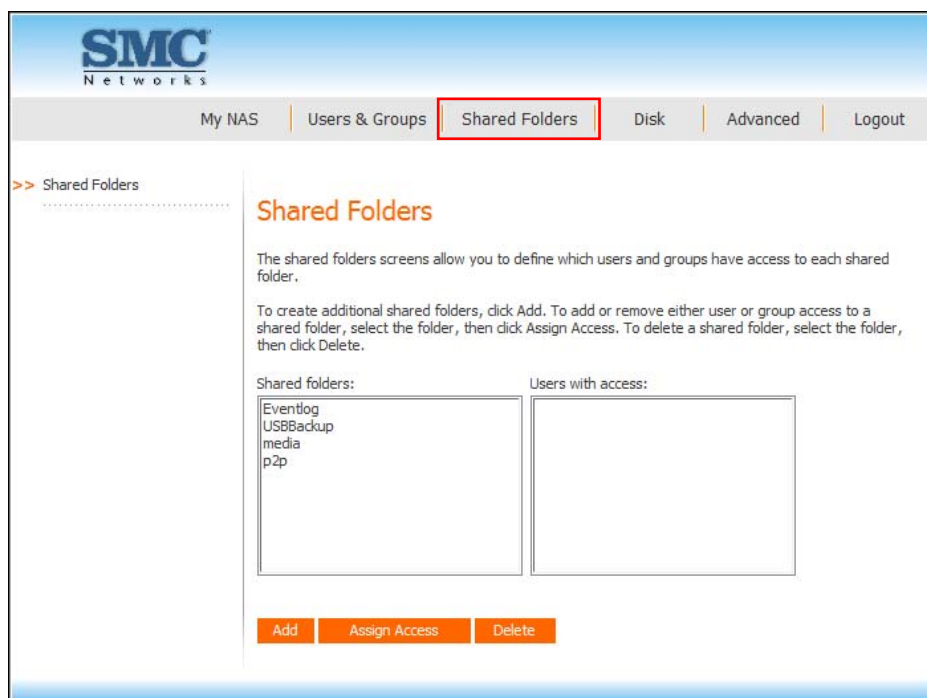 SMC
Networks
My NAS
Users & Groups
Shared Folders
Disk
Advanced
Logout
>> Shared Folders
Shared Folders
The shared folders screens allow you to define which users and groups have access to each shared
folder.
To create additional shared folders, click Add. To add or remove either user or group access to a
shared folder, select the folder, then click Assign Access. To delete a shared folder, select the folder,
then click Delete.
Shared folders:
Eventlog
USBBackup
media
p2p
Users with access:
Add
Assign Access
Delete